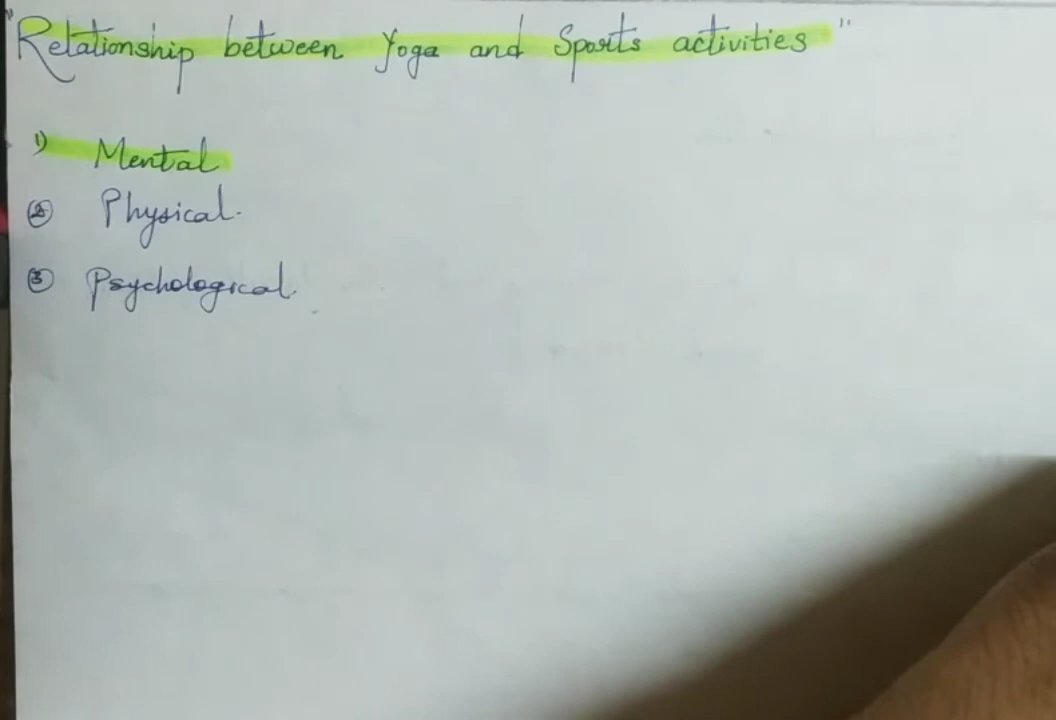 "Relationship between Yoga and Sports activities"
1) Mental
② Physical.
③ Psychological.